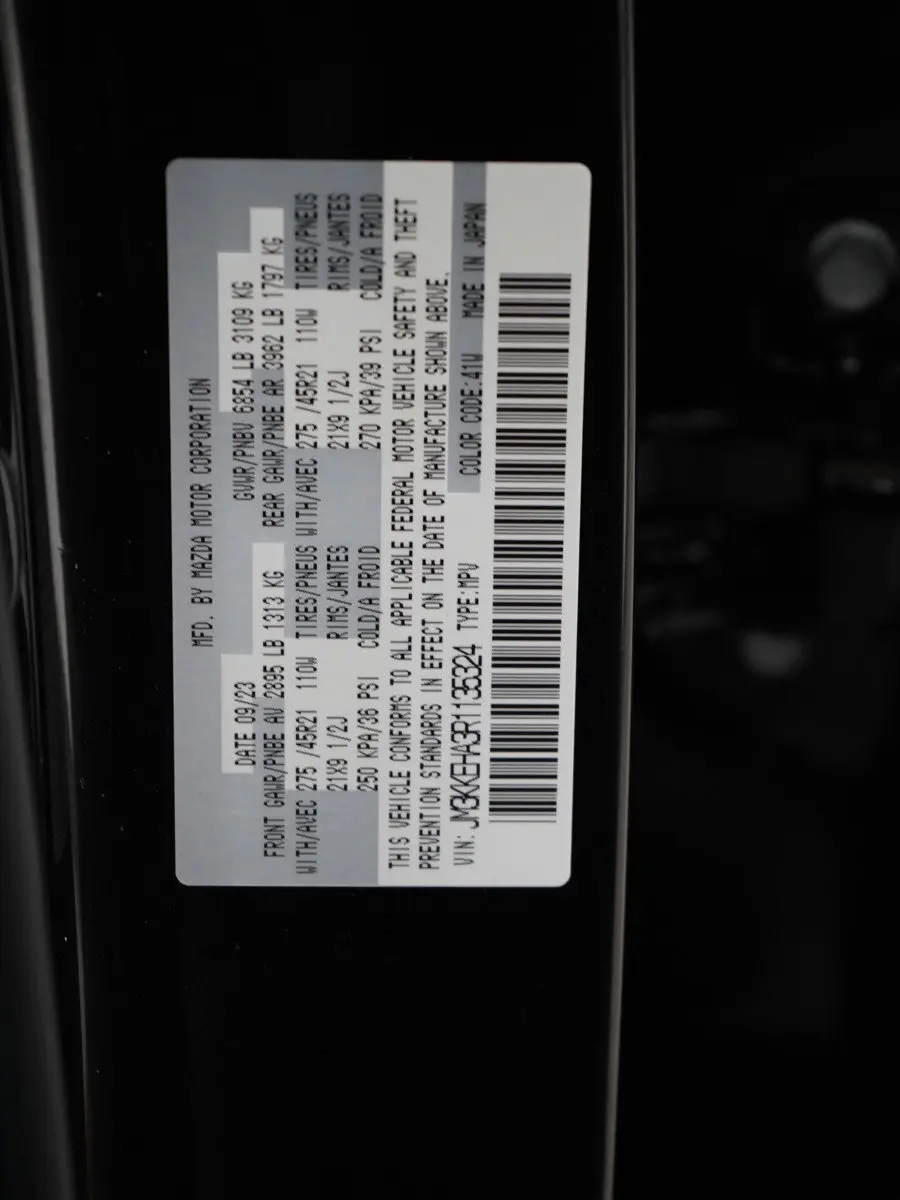 MFD. BY MAZDA MOTOR CORPORATION
DATE 09/23 GVWR/PNBV 6854 LB 3109 KG
FRONT GAWR/PNBE AV 2895 LB 1313 KG REAR GAWR/PNBE AR 3962 LB 1797 KG
WITH/AVEC 275 /45R21 110W TIRES/PNEUS WITH/AVEC 275 /45R21 110W TIRES/PNEUS
21X9 1/2J RIMS/JANTES 21X9 1/2J RIMS/JANTES
250 KPA/36 PSI COLD/A FROID 270 KPA/39 PSI COLD/A FROID
THIS VEHICLE CONFORMS TO ALL APPLICABLE FEDERAL MOTOR VEHICLE SAFETY AND THEFT
PREVENTION STANDARDS IN EFFECT ON THE DATE OF MANUFACTURE SHOWN ABOVE.
VIN: JM3KKEHA3R1135324 TYPE:MPV COLOR CODE:41W MADE IN JAPAN